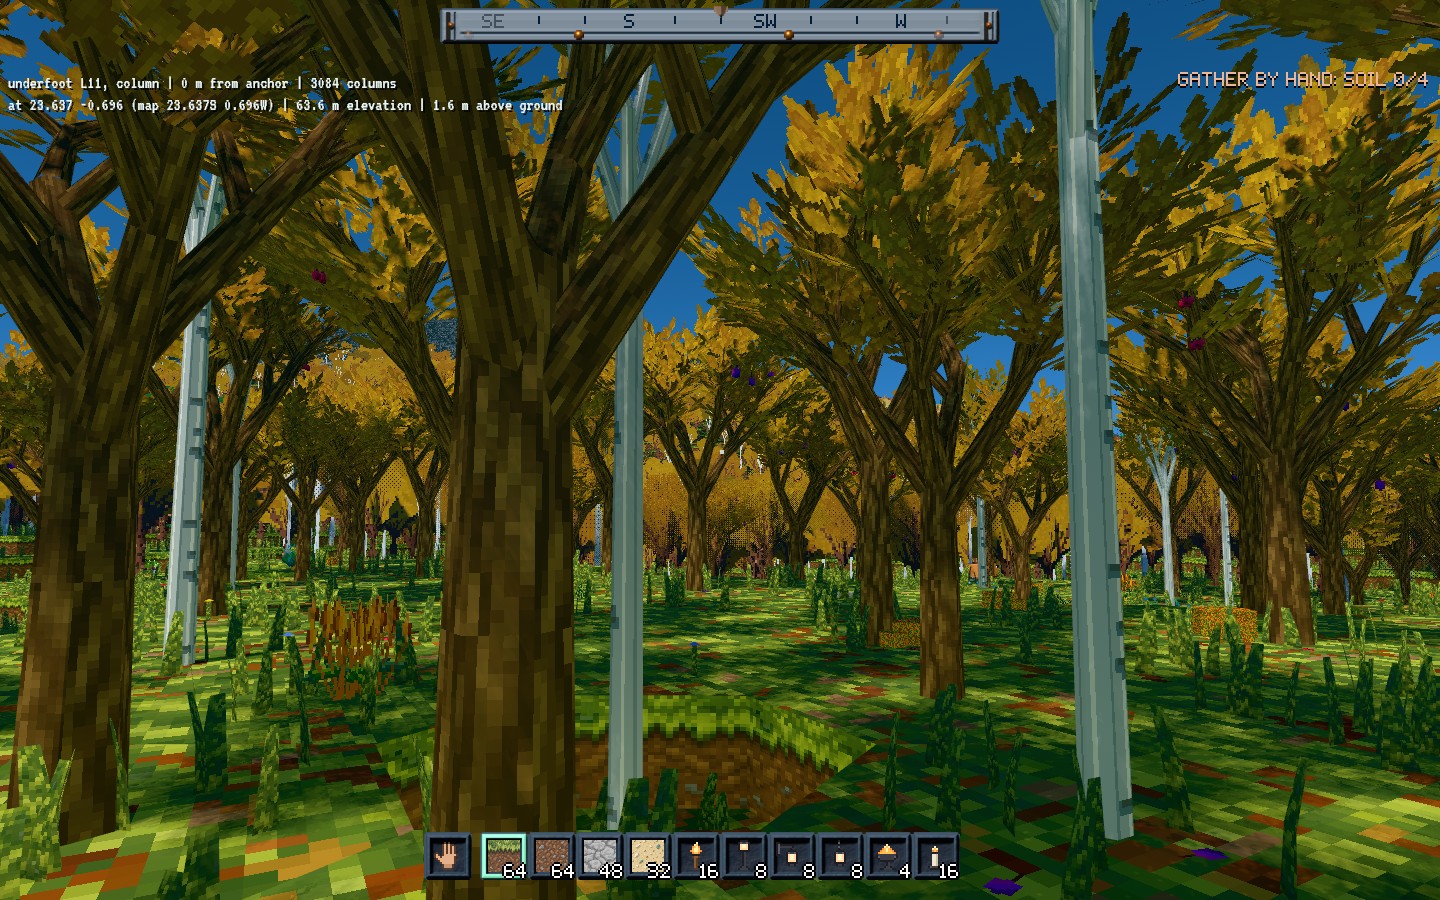 SE S SW W
underfoot L11, column | 0 m from anchor | 3084 columns
GATHER BY HAND: SOIL 0/4
at 23.637 -0.696 (map 23.637S 0.696W) | 63.6 m elevation | 1.6 m above ground
64 64 48 32 16 8 8 8 4 16